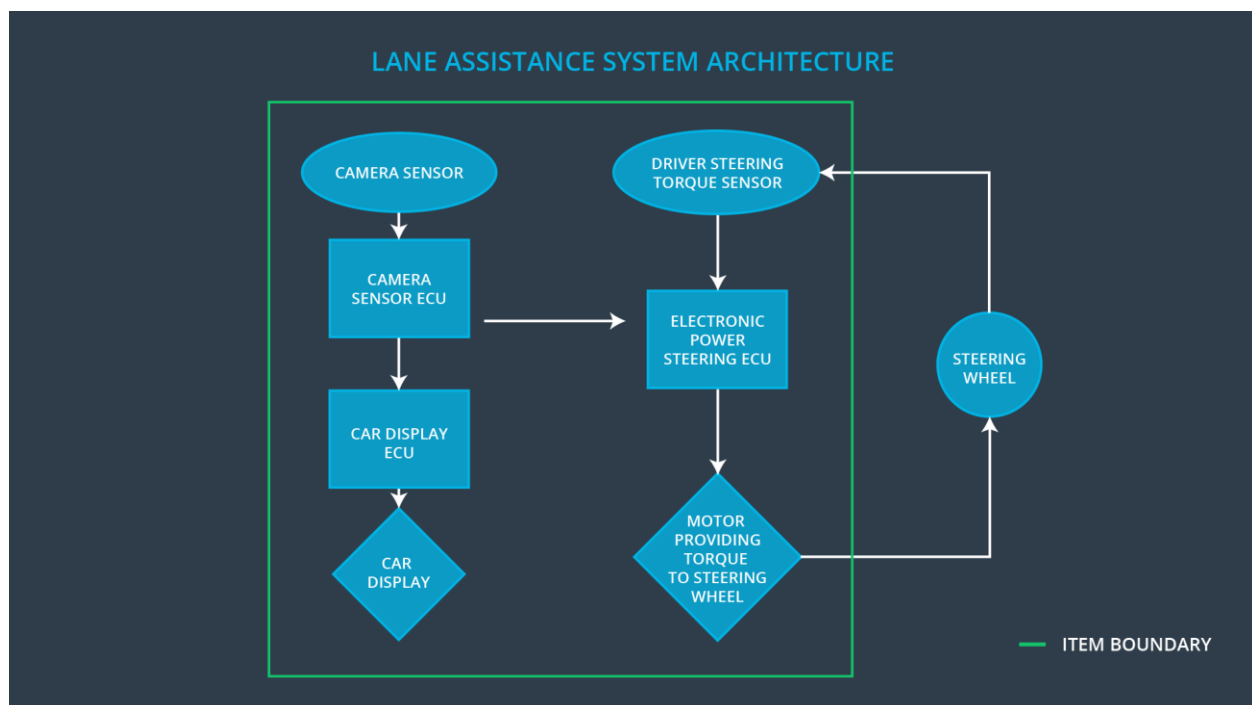 LANE ASSISTANCE SYSTEM ARCHITECTURE
CAMERA SENSOR
CAMERA
SENSOR ECU
CAR DISPLAY
ECU
CAR
DISPLAY
DRIVER STEERING
TORQUE SENSOR
ELECTRONIC
POWER
STEERING ECU
MOTOR
PROVIDING
TORQUE
TO STEERING
WHEEL
STEERING
WHEEL
ITEM BOUNDARY